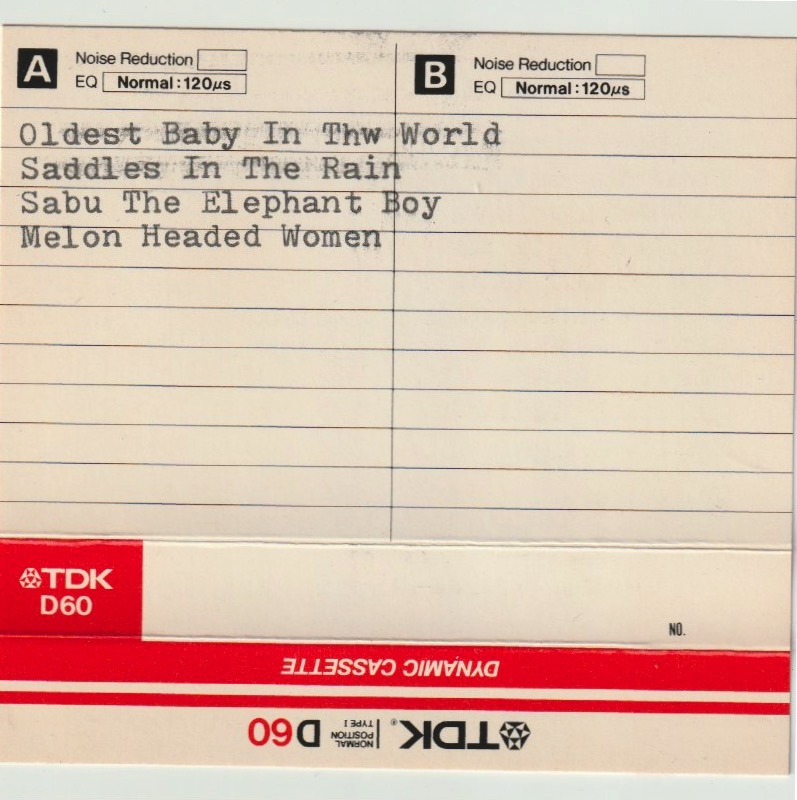 A Noise Reduction
EQ Normal:120μs
B Noise Reduction
EQ Normal:120μs
Oldest Baby In Thw World
Saddles In The Rain
Sabu The Elephant Boy
Melon Headed Women
TDK
D60
NO.
DYNAMIC CASSETTE
TDK® NORMAL POSITION TYPE I D60